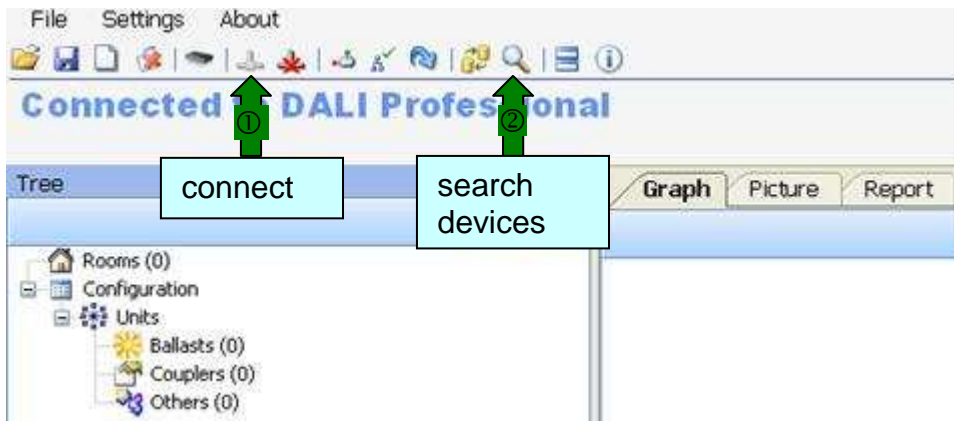 File Settings About
Connected to DALI Professional
① ②
connect
search
devices
Tree
Graph Picture Report
Rooms (0)
Configuration
Units
Ballasts (0)
Couplers (0)
Others (0)